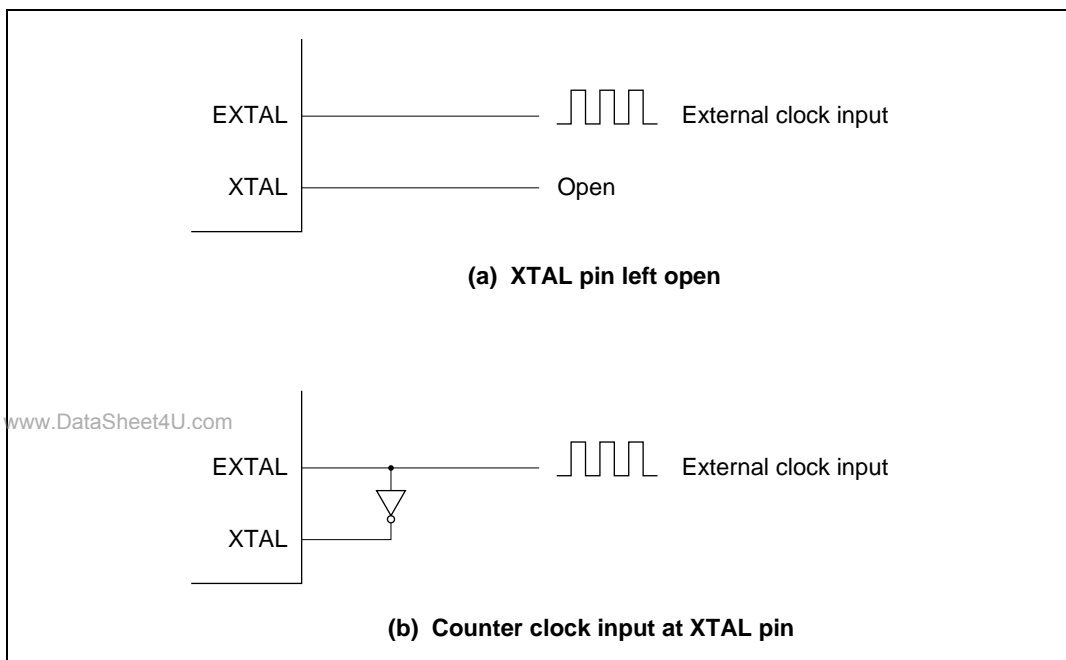 EXTAL
External clock input
XTAL
Open
(a) XTAL pin left open
www.DataSheet4U.com
EXTAL
External clock input
XTAL
(b) Counter clock input at XTAL pin